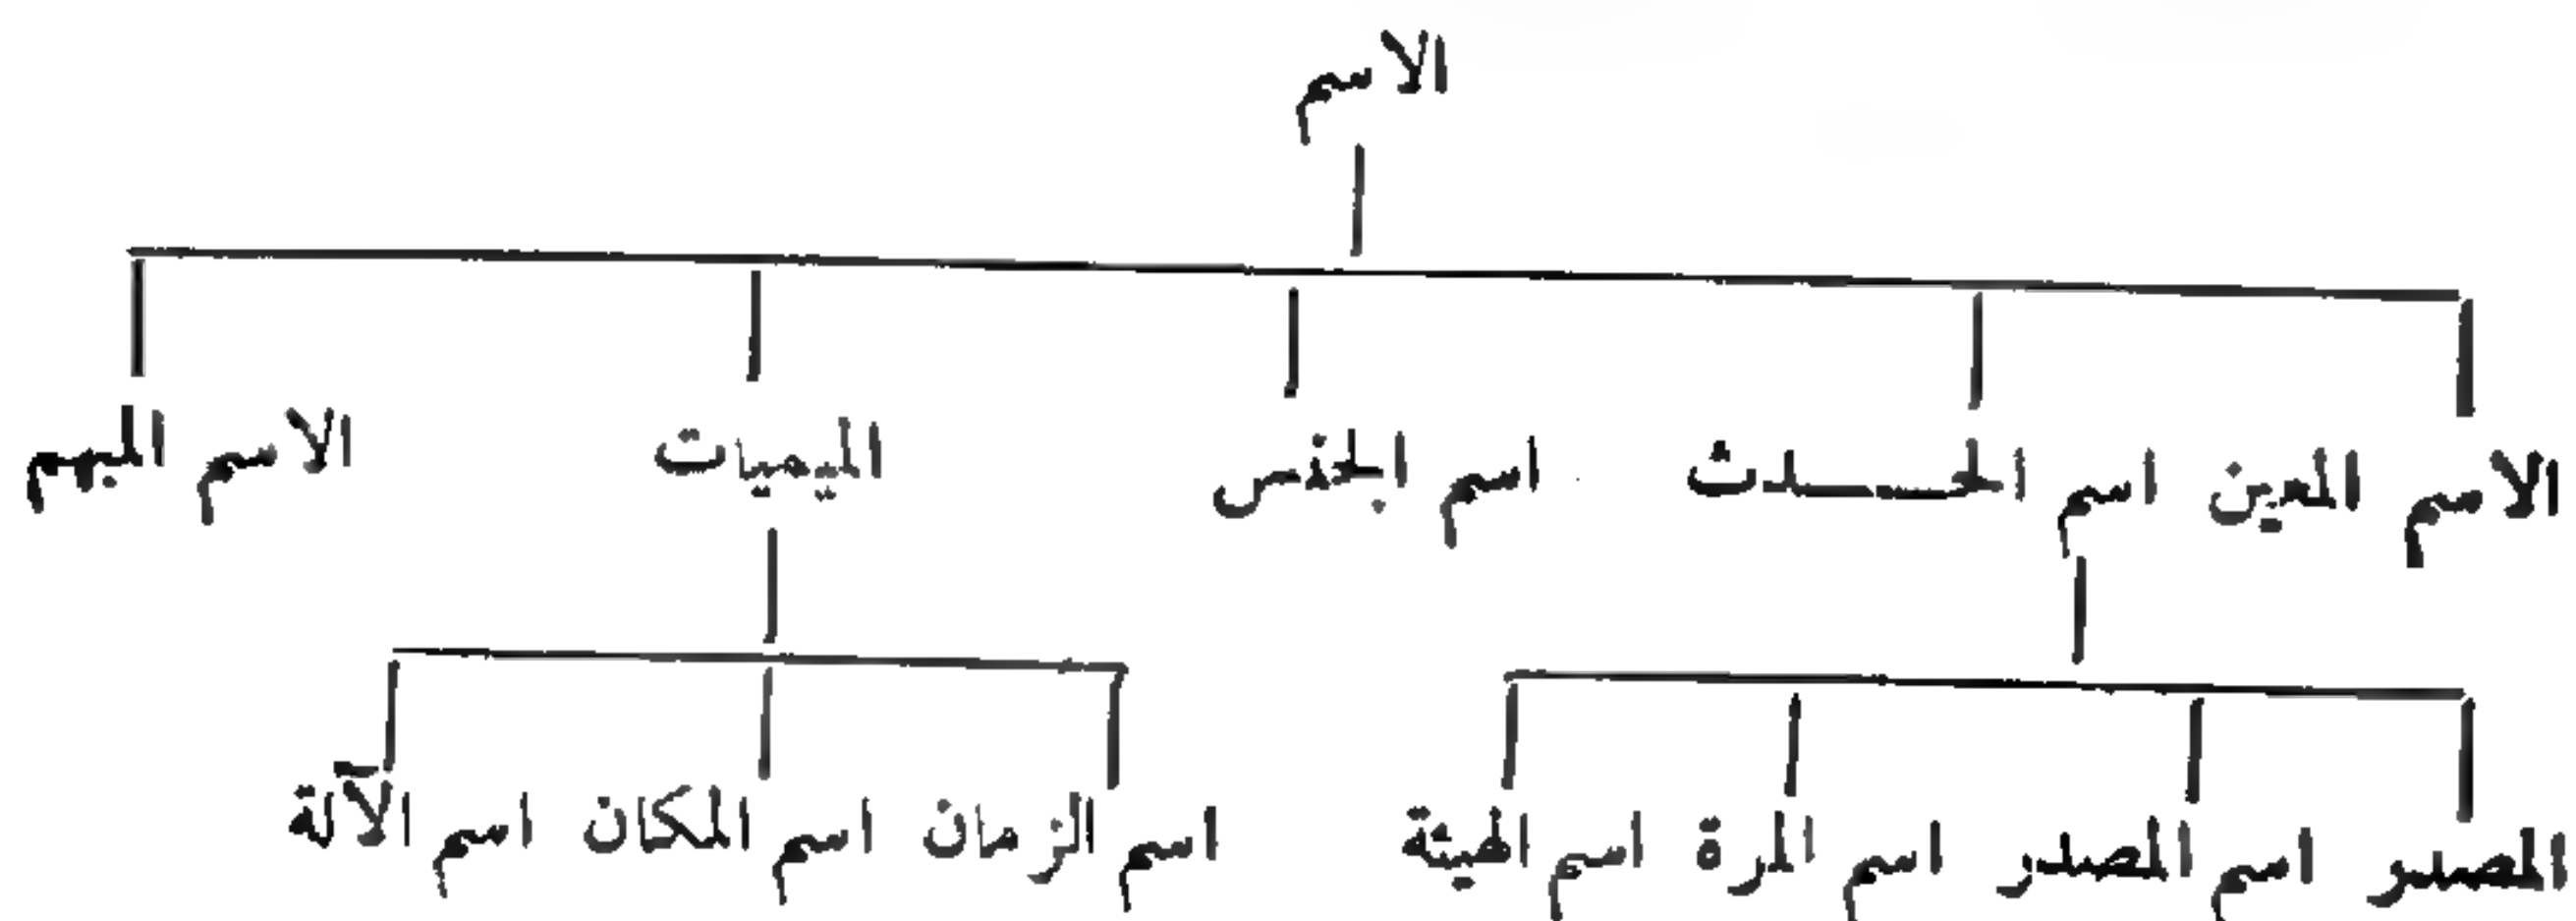 الاسم
الاسم المعين اسم الحـــدث اسم الجنس الميميات الاسم المبهم
المصدر اسم المصدر اسم المرة اسم الهيئة اسم الزمان اسم المكان اسم الآلة